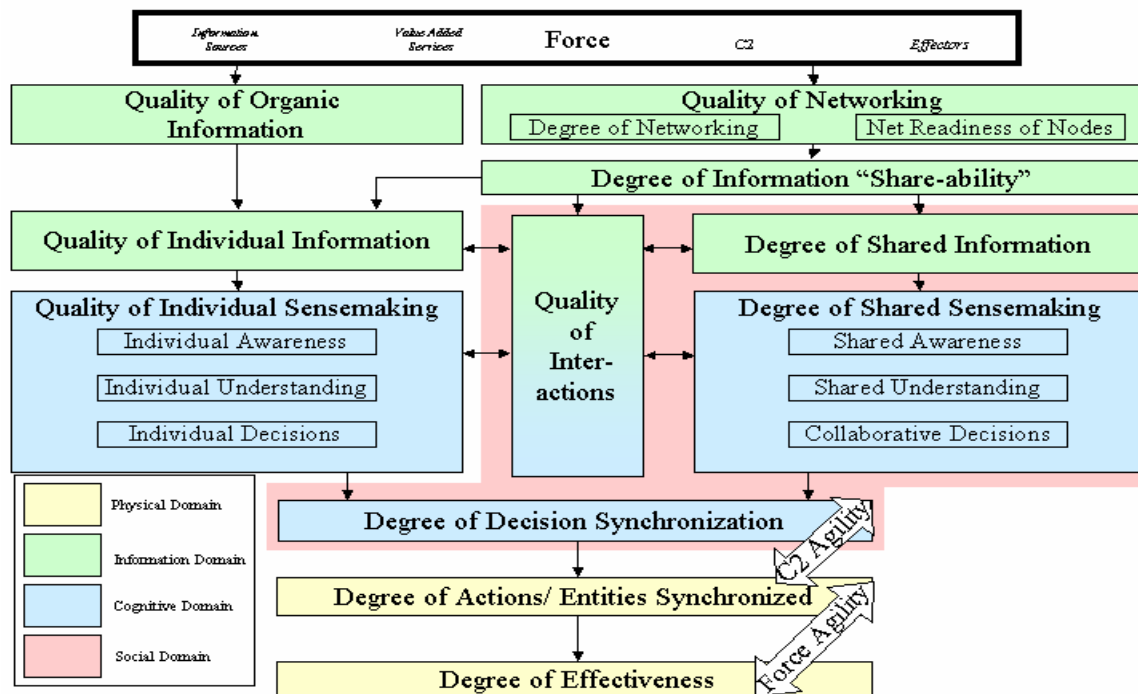 Information
Sources
Value Added
Services
Force
C2
Effectors
Quality of Organic
Information
Quality of Networking
Degree of Networking
Net Readiness of Nodes
Degree of Information “Share-ability”
Quality of Individual Information
Degree of Shared Information
Quality of Individual Sensemaking
Individual Awareness
Individual Understanding
Individual Decisions
Quality
of
Inter-
actions
Degree of Shared Sensemaking
Shared Awareness
Shared Understanding
Collaborative Decisions
Physical Domain
Information Domain
Cognitive Domain
Social Domain
Degree of Decision Synchronization
C2 Agility
Degree of Actions/ Entities Synchronized
Force Agility
Degree of Effectiveness